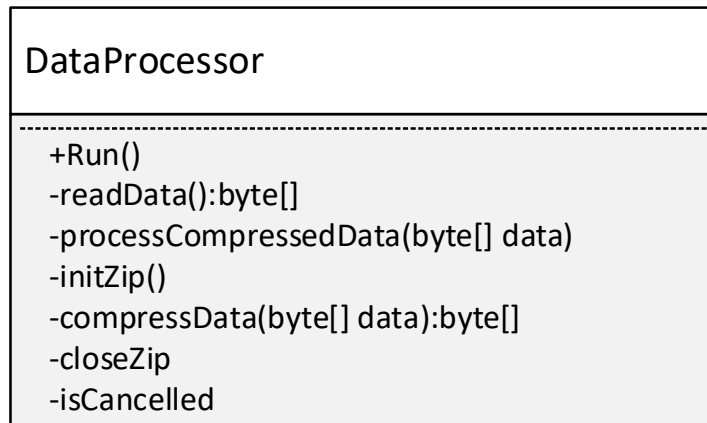 DataProcessor
+Run()
-readData():byte[]
-processCompressedData(byte[] data)
-initZip()
-compressData(byte[] data):byte[]
-closeZip
-isCancelled